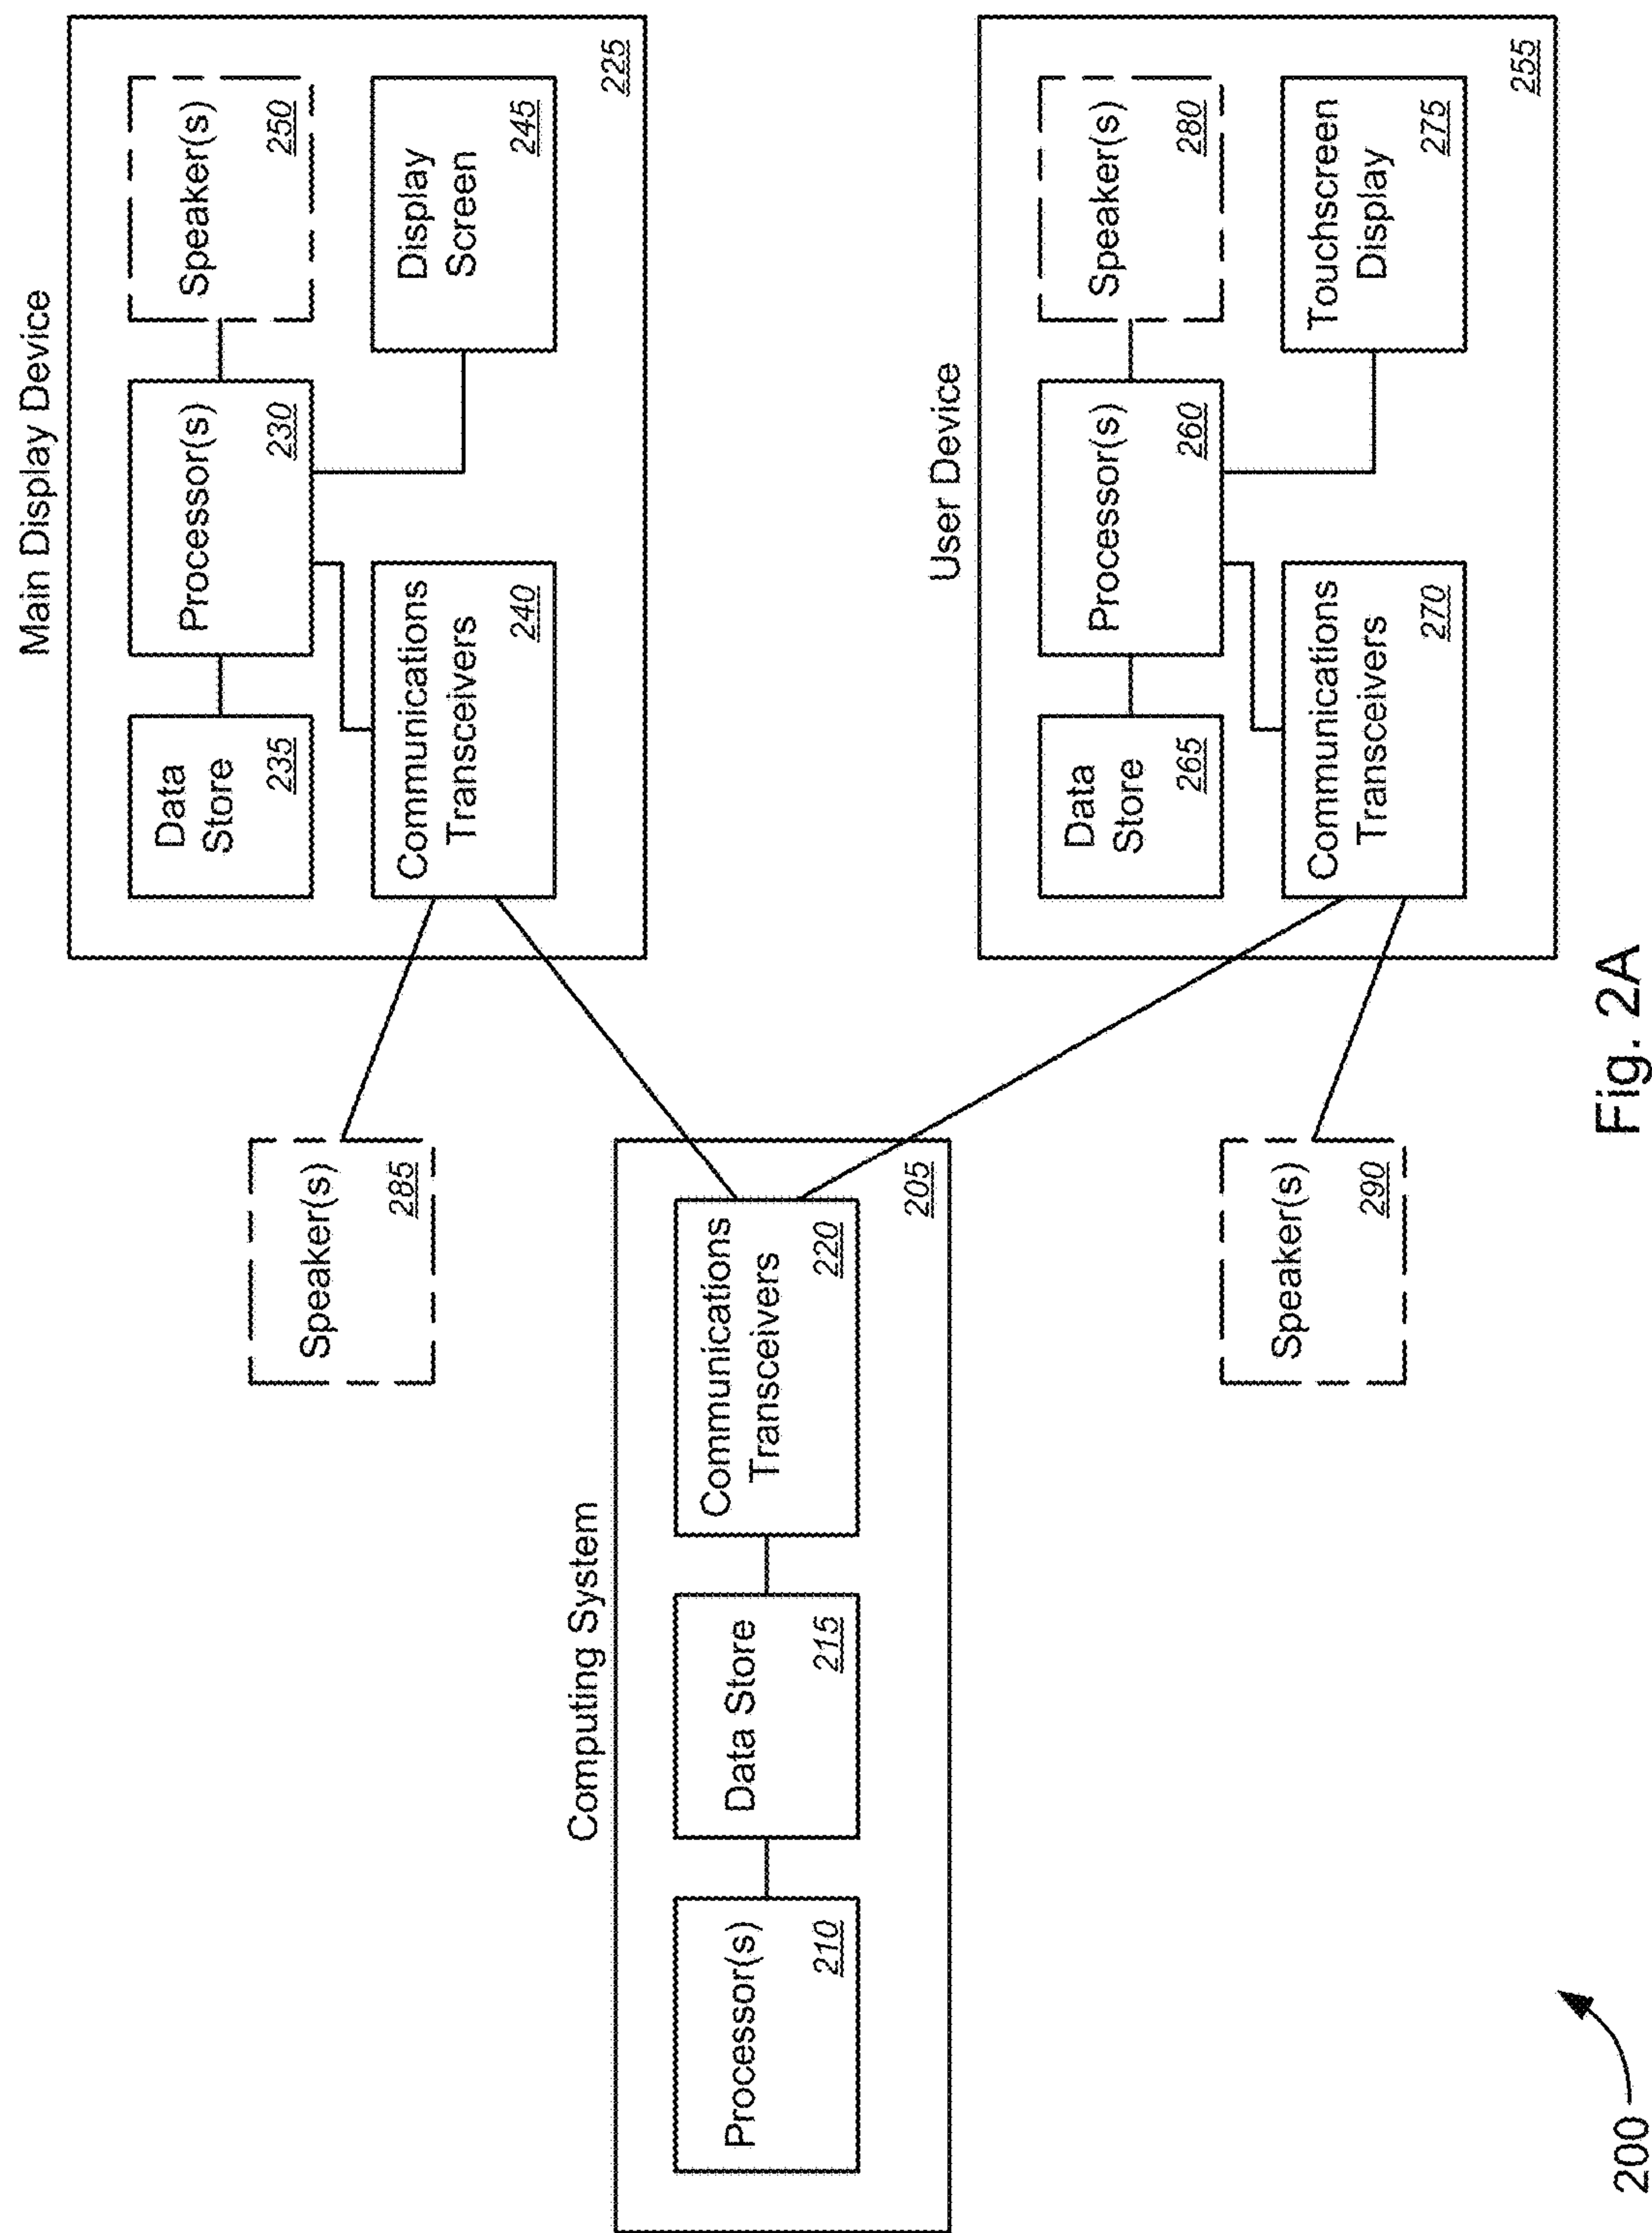 Computing System
Processor(s)
210
Data Store
215
Communications
Transceivers
220
205
Speaker(s)
285
Speaker(s)
290
Main Display Device
Data
Store
235
Processor(s)
230
Speaker(s)
250
Communications
Transceivers
240
Display
Screen
245
225
User Device
Data
Store
265
Processor(s)
260
Speaker(s)
280
Communications
Transceivers
270
Touchscreen
Display
275
255
200
Fig. 2A